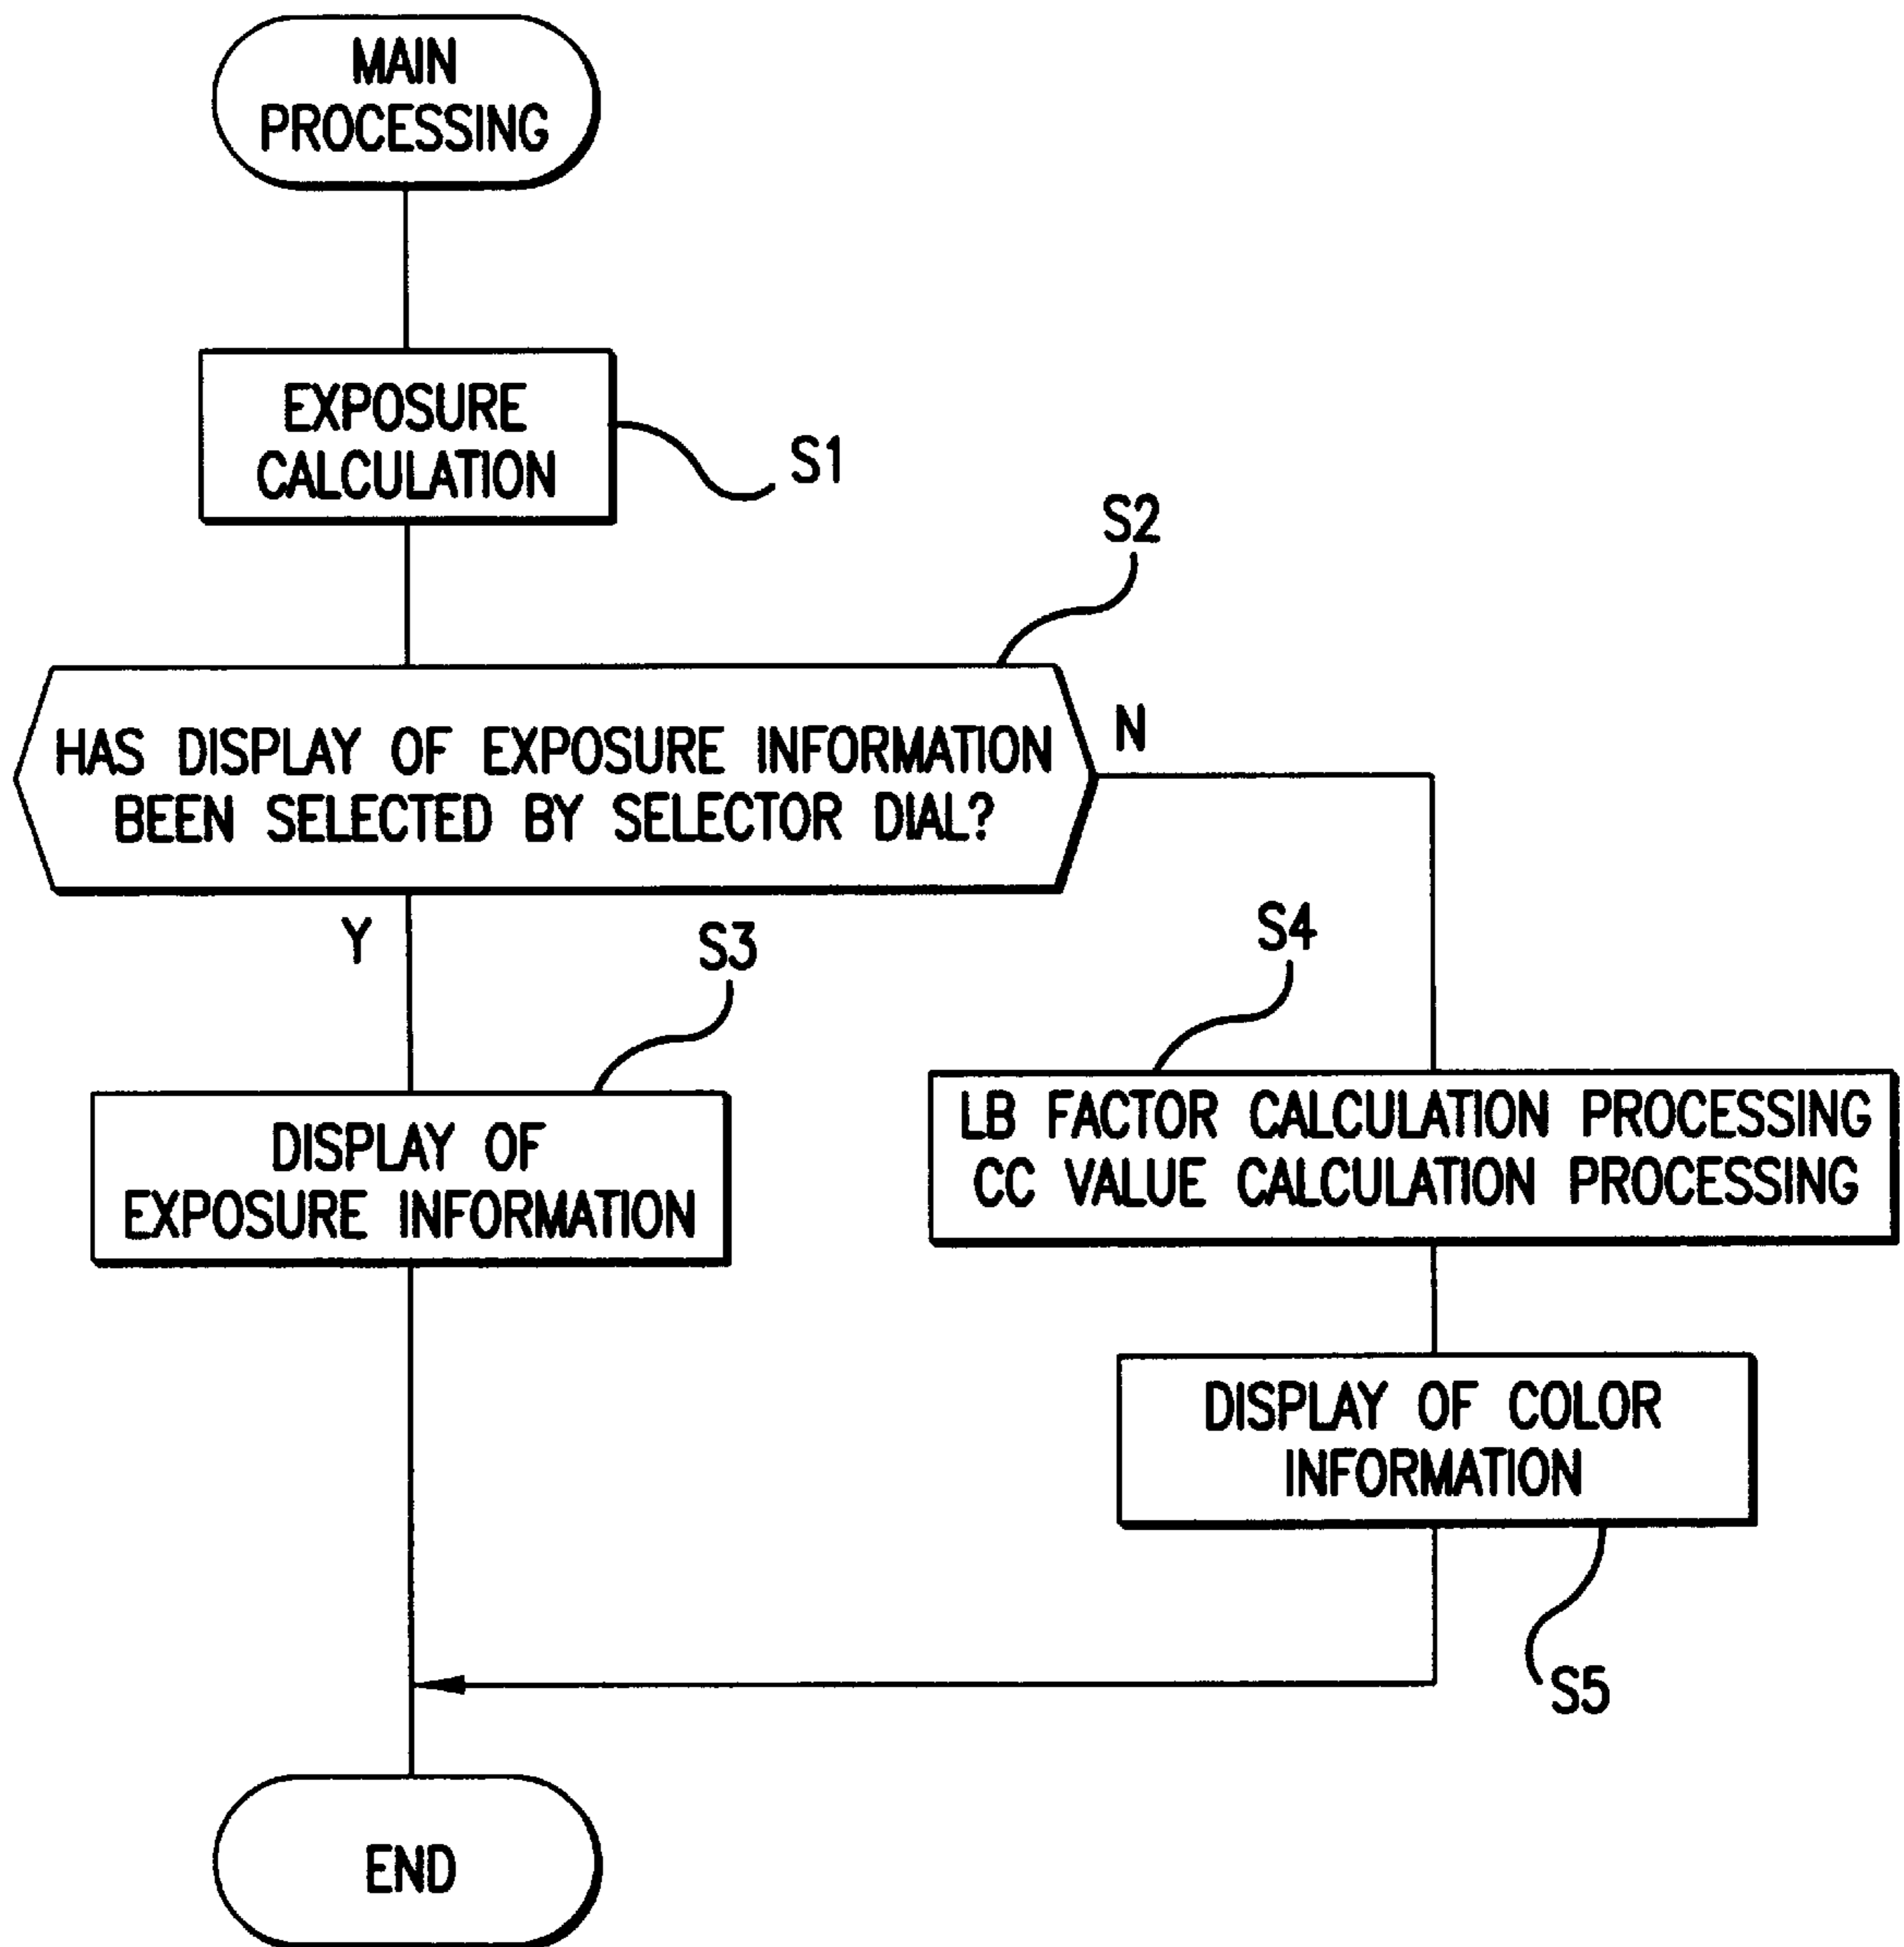 MAIN
PROCESSING
EXPOSURE
CALCULATION
S1
S2
HAS DISPLAY OF EXPOSURE INFORMATION
BEEN SELECTED BY SELECTOR DIAL?
N
Y
S3
S4
DISPLAY OF
EXPOSURE INFORMATION
LB FACTOR CALCULATION PROCESSING
CC VALUE CALCULATION PROCESSING
DISPLAY OF COLOR
INFORMATION
S5
END